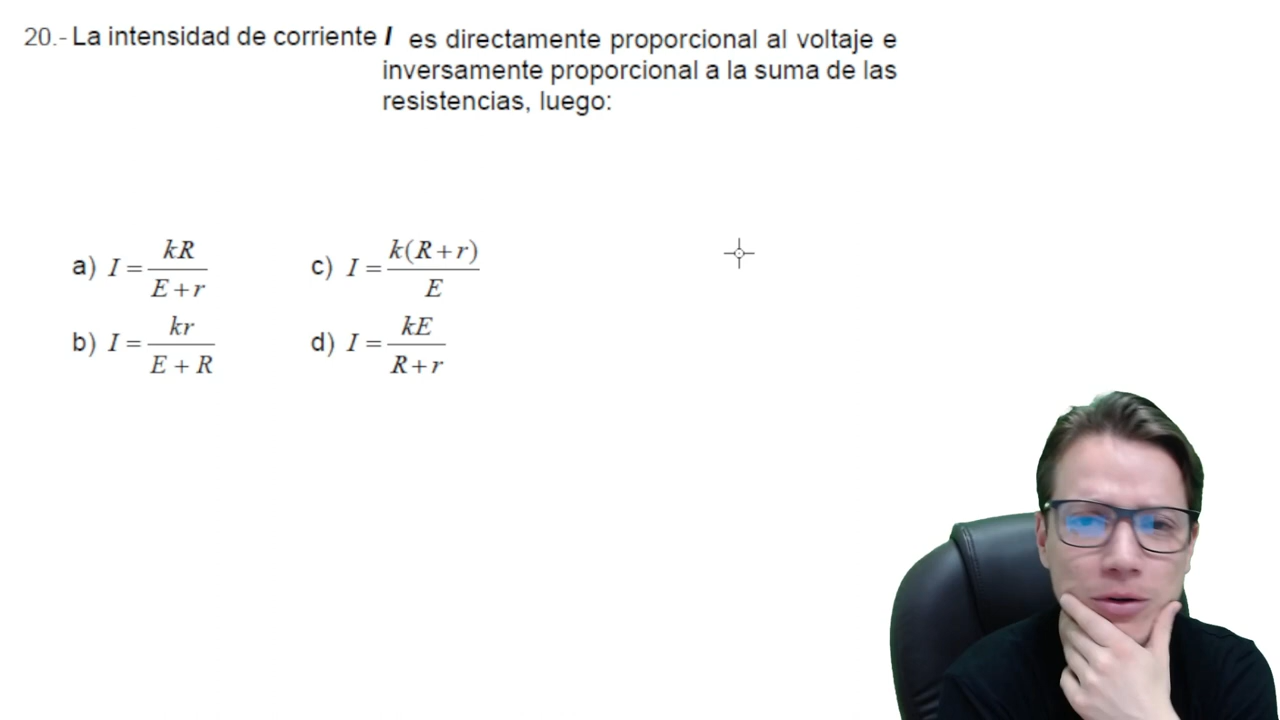 20.- La intensidad de corriente I es directamente proporcional al voltaje e
inversamente proporcional a la suma de las
resistencias, luego:
a) I = kR / E + r
c) I = k(R + r) / E
b) I = kr / E + R
d) I = kE / R + r